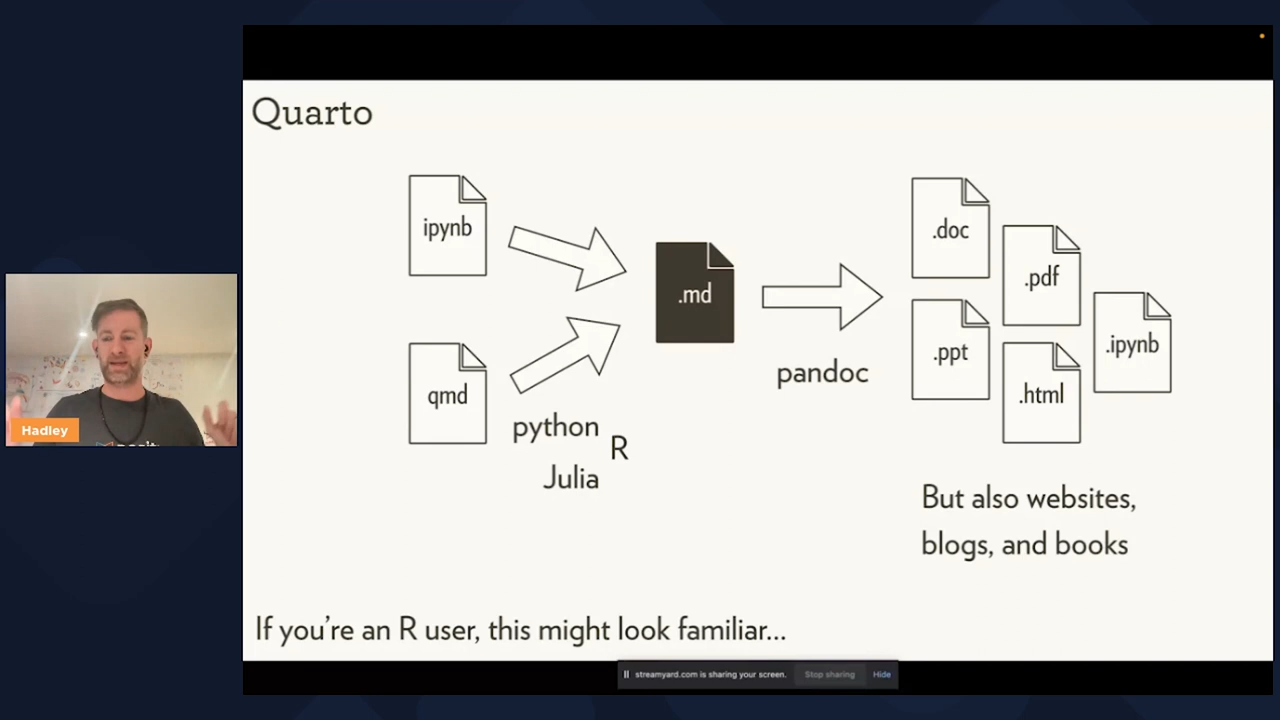 Quarto
ipynb
qmd
python
R
Julia
.md
pandoc
.doc
.pdf
.ppt
.html
.ipynb
But also websites,
blogs, and books
If you're an R user, this might look familiar...
Hadley
streamyard.com is sharing your screen.
Stop sharing
Hide